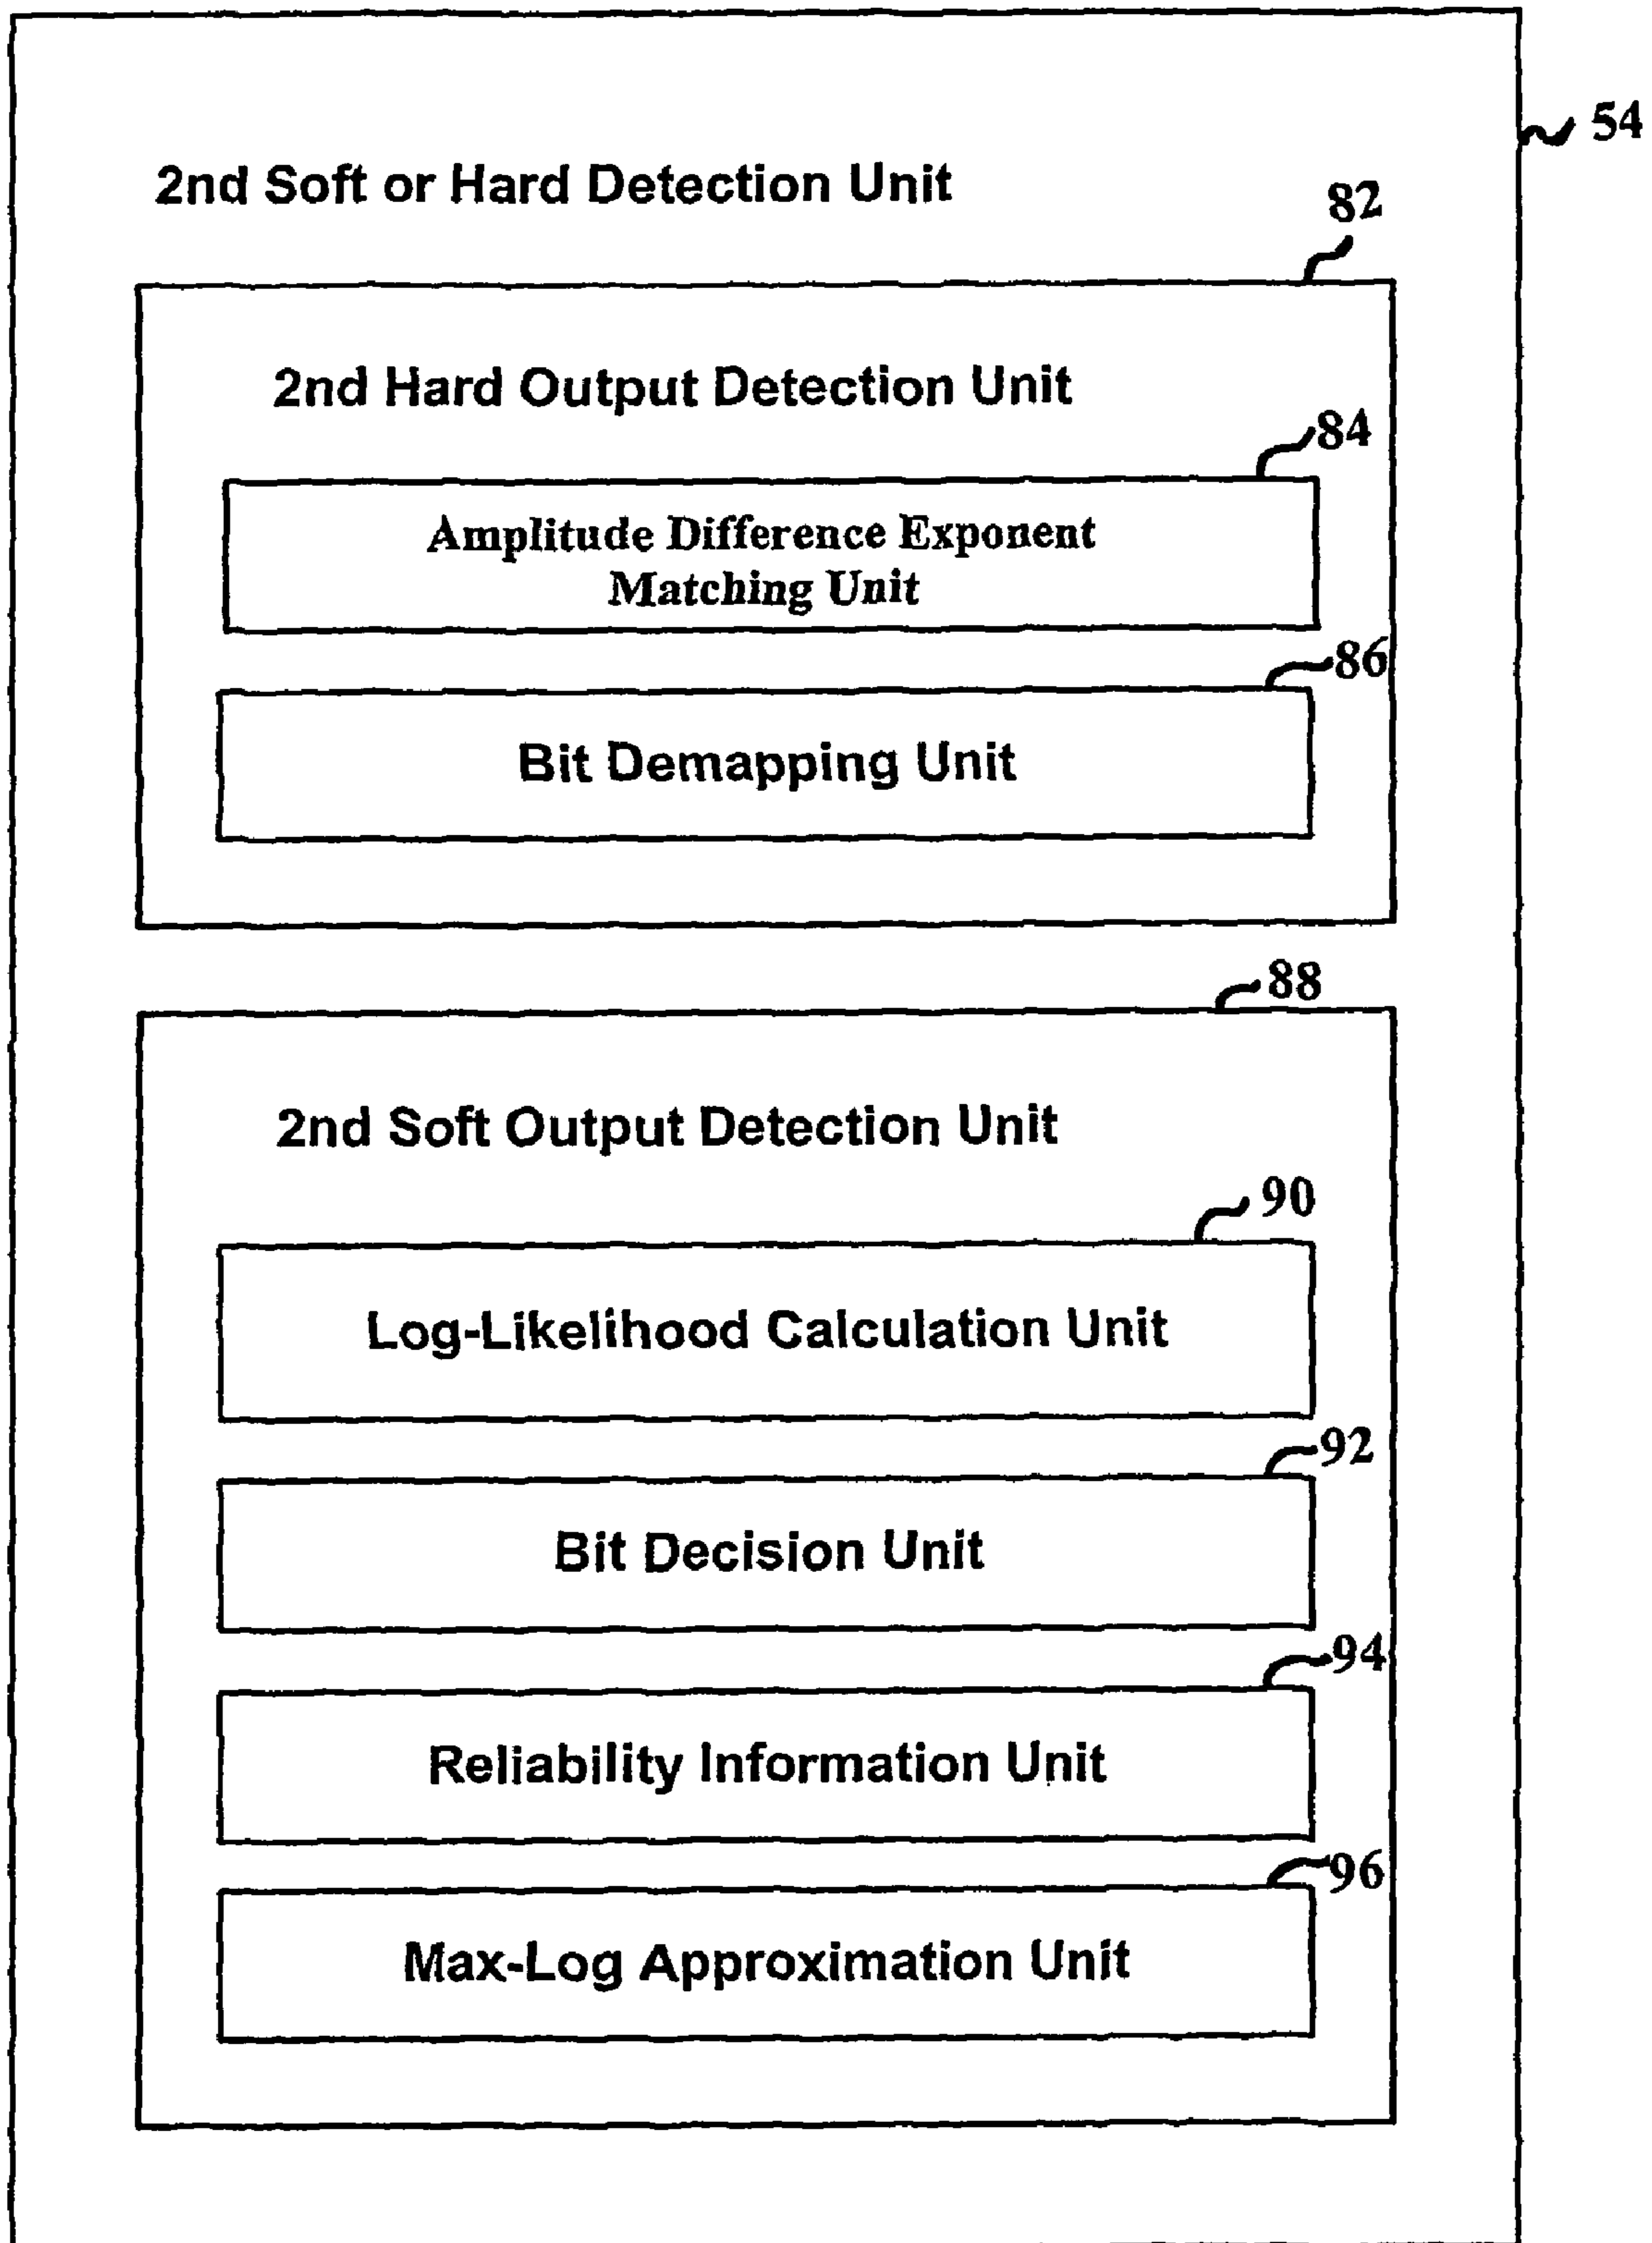 54
2nd Soft or Hard Detection Unit
82
2nd Hard Output Detection Unit
84
Amplitude Difference Exponent
Matching Unit
86
Bit Demapping Unit
88
2nd Soft Output Detection Unit
90
Log-Likelihood Calculation Unit
92
Bit Decision Unit
94
Reliability Information Unit
96
Max-Log Approximation Unit